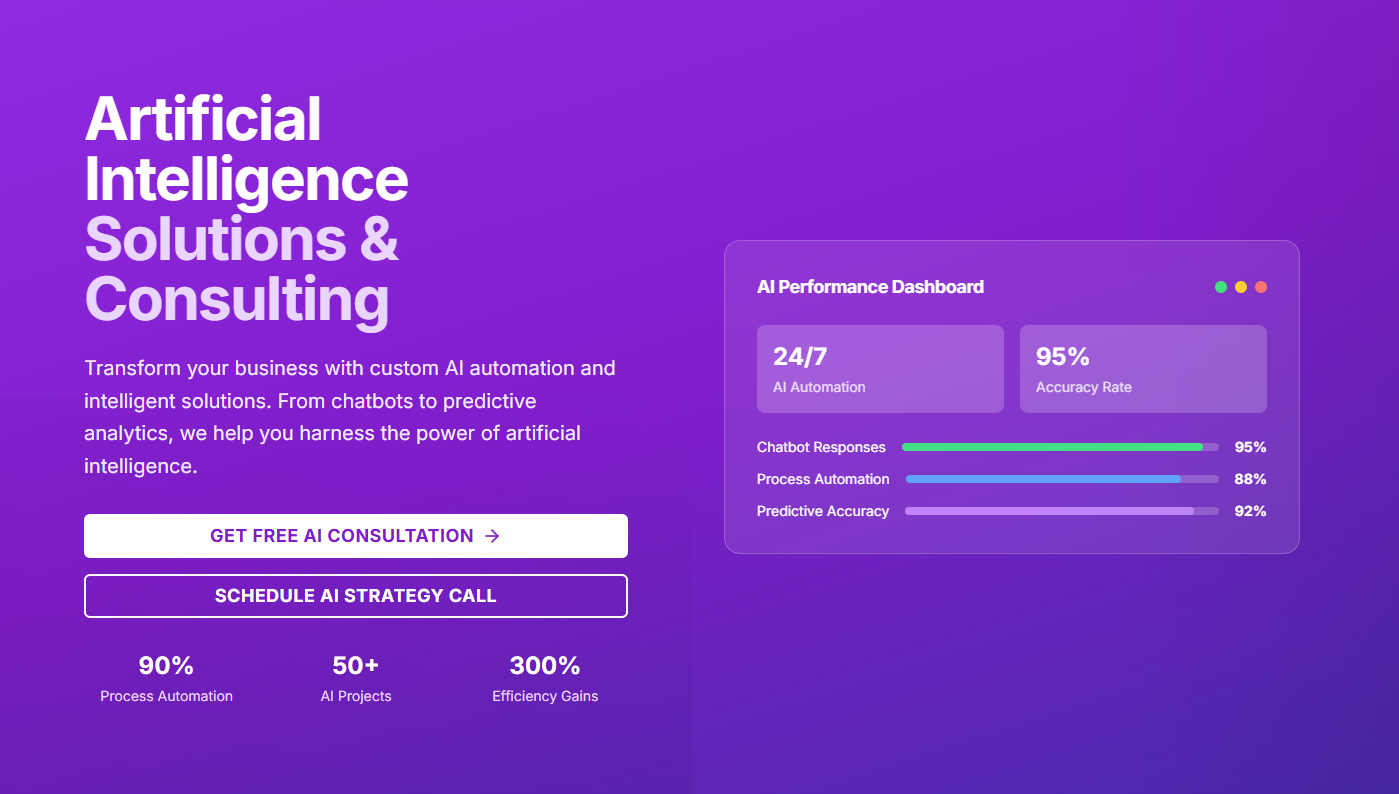 Artificial
Intelligence
Solutions &
Consulting
Transform your business with custom AI automation and
intelligent solutions. From chatbots to predictive
analytics, we help you harness the power of artificial
intelligence.
GET FREE AI CONSULTATION →
SCHEDULE AI STRATEGY CALL
90% 50+ 300%
Process Automation AI Projects Efficiency Gains
AI Performance Dashboard
24/7 95%
AI Automation Accuracy Rate
Chatbot Responses 95%
Process Automation 88%
Predictive Accuracy 92%